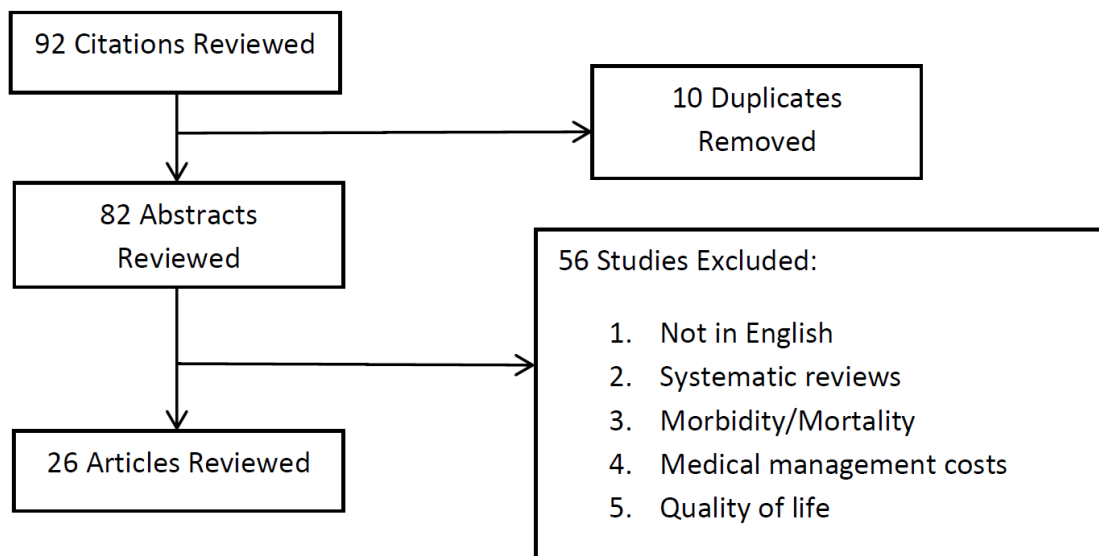 92 Citations Reviewed
10 Duplicates
Removed
82 Abstracts
Reviewed
56 Studies Excluded:
1. Not in English
2. Systematic reviews
3. Morbidity/Mortality
4. Medical management costs
5. Quality of life
26 Articles Reviewed